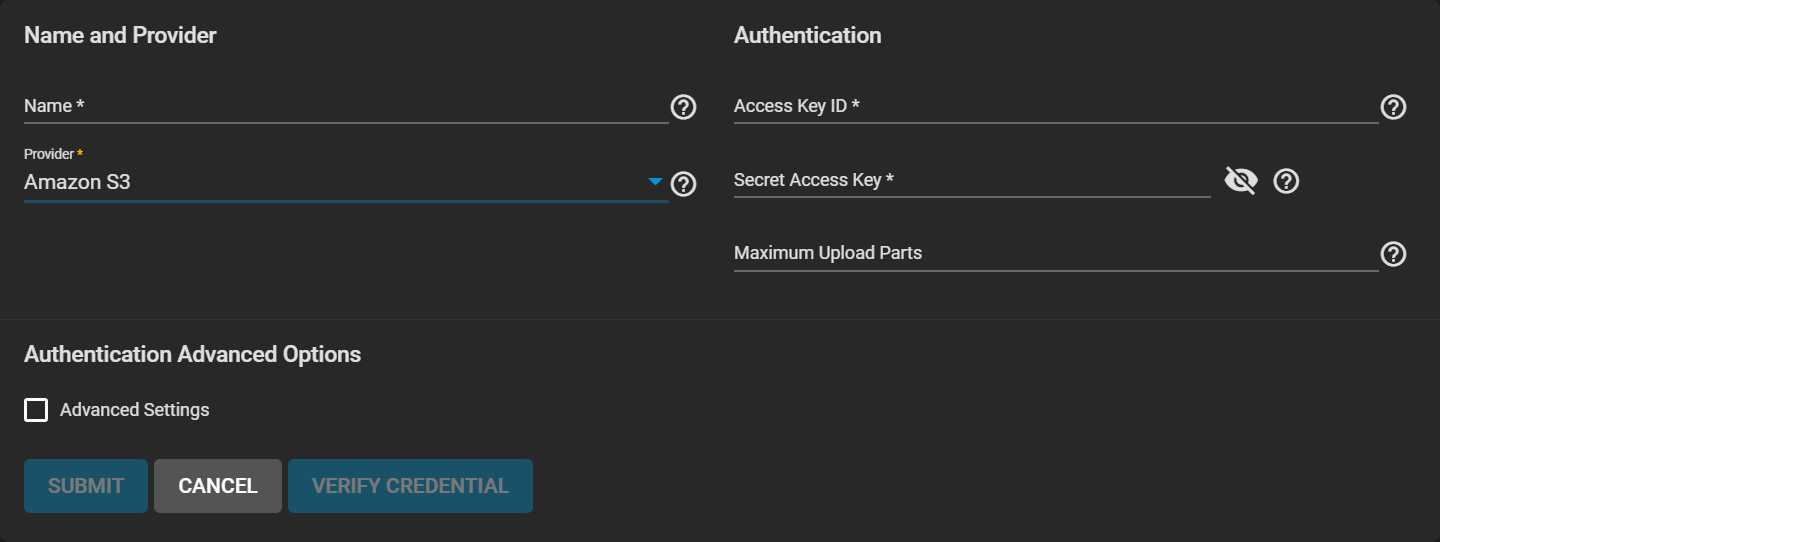 Name and Provider
Name *
Provider *
Amazon S3
Authentication
Access Key ID *
Secret Access Key *
Maximum Upload Parts
Authentication Advanced Options
Advanced Settings
SUBMIT CANCEL VERIFY CREDENTIAL